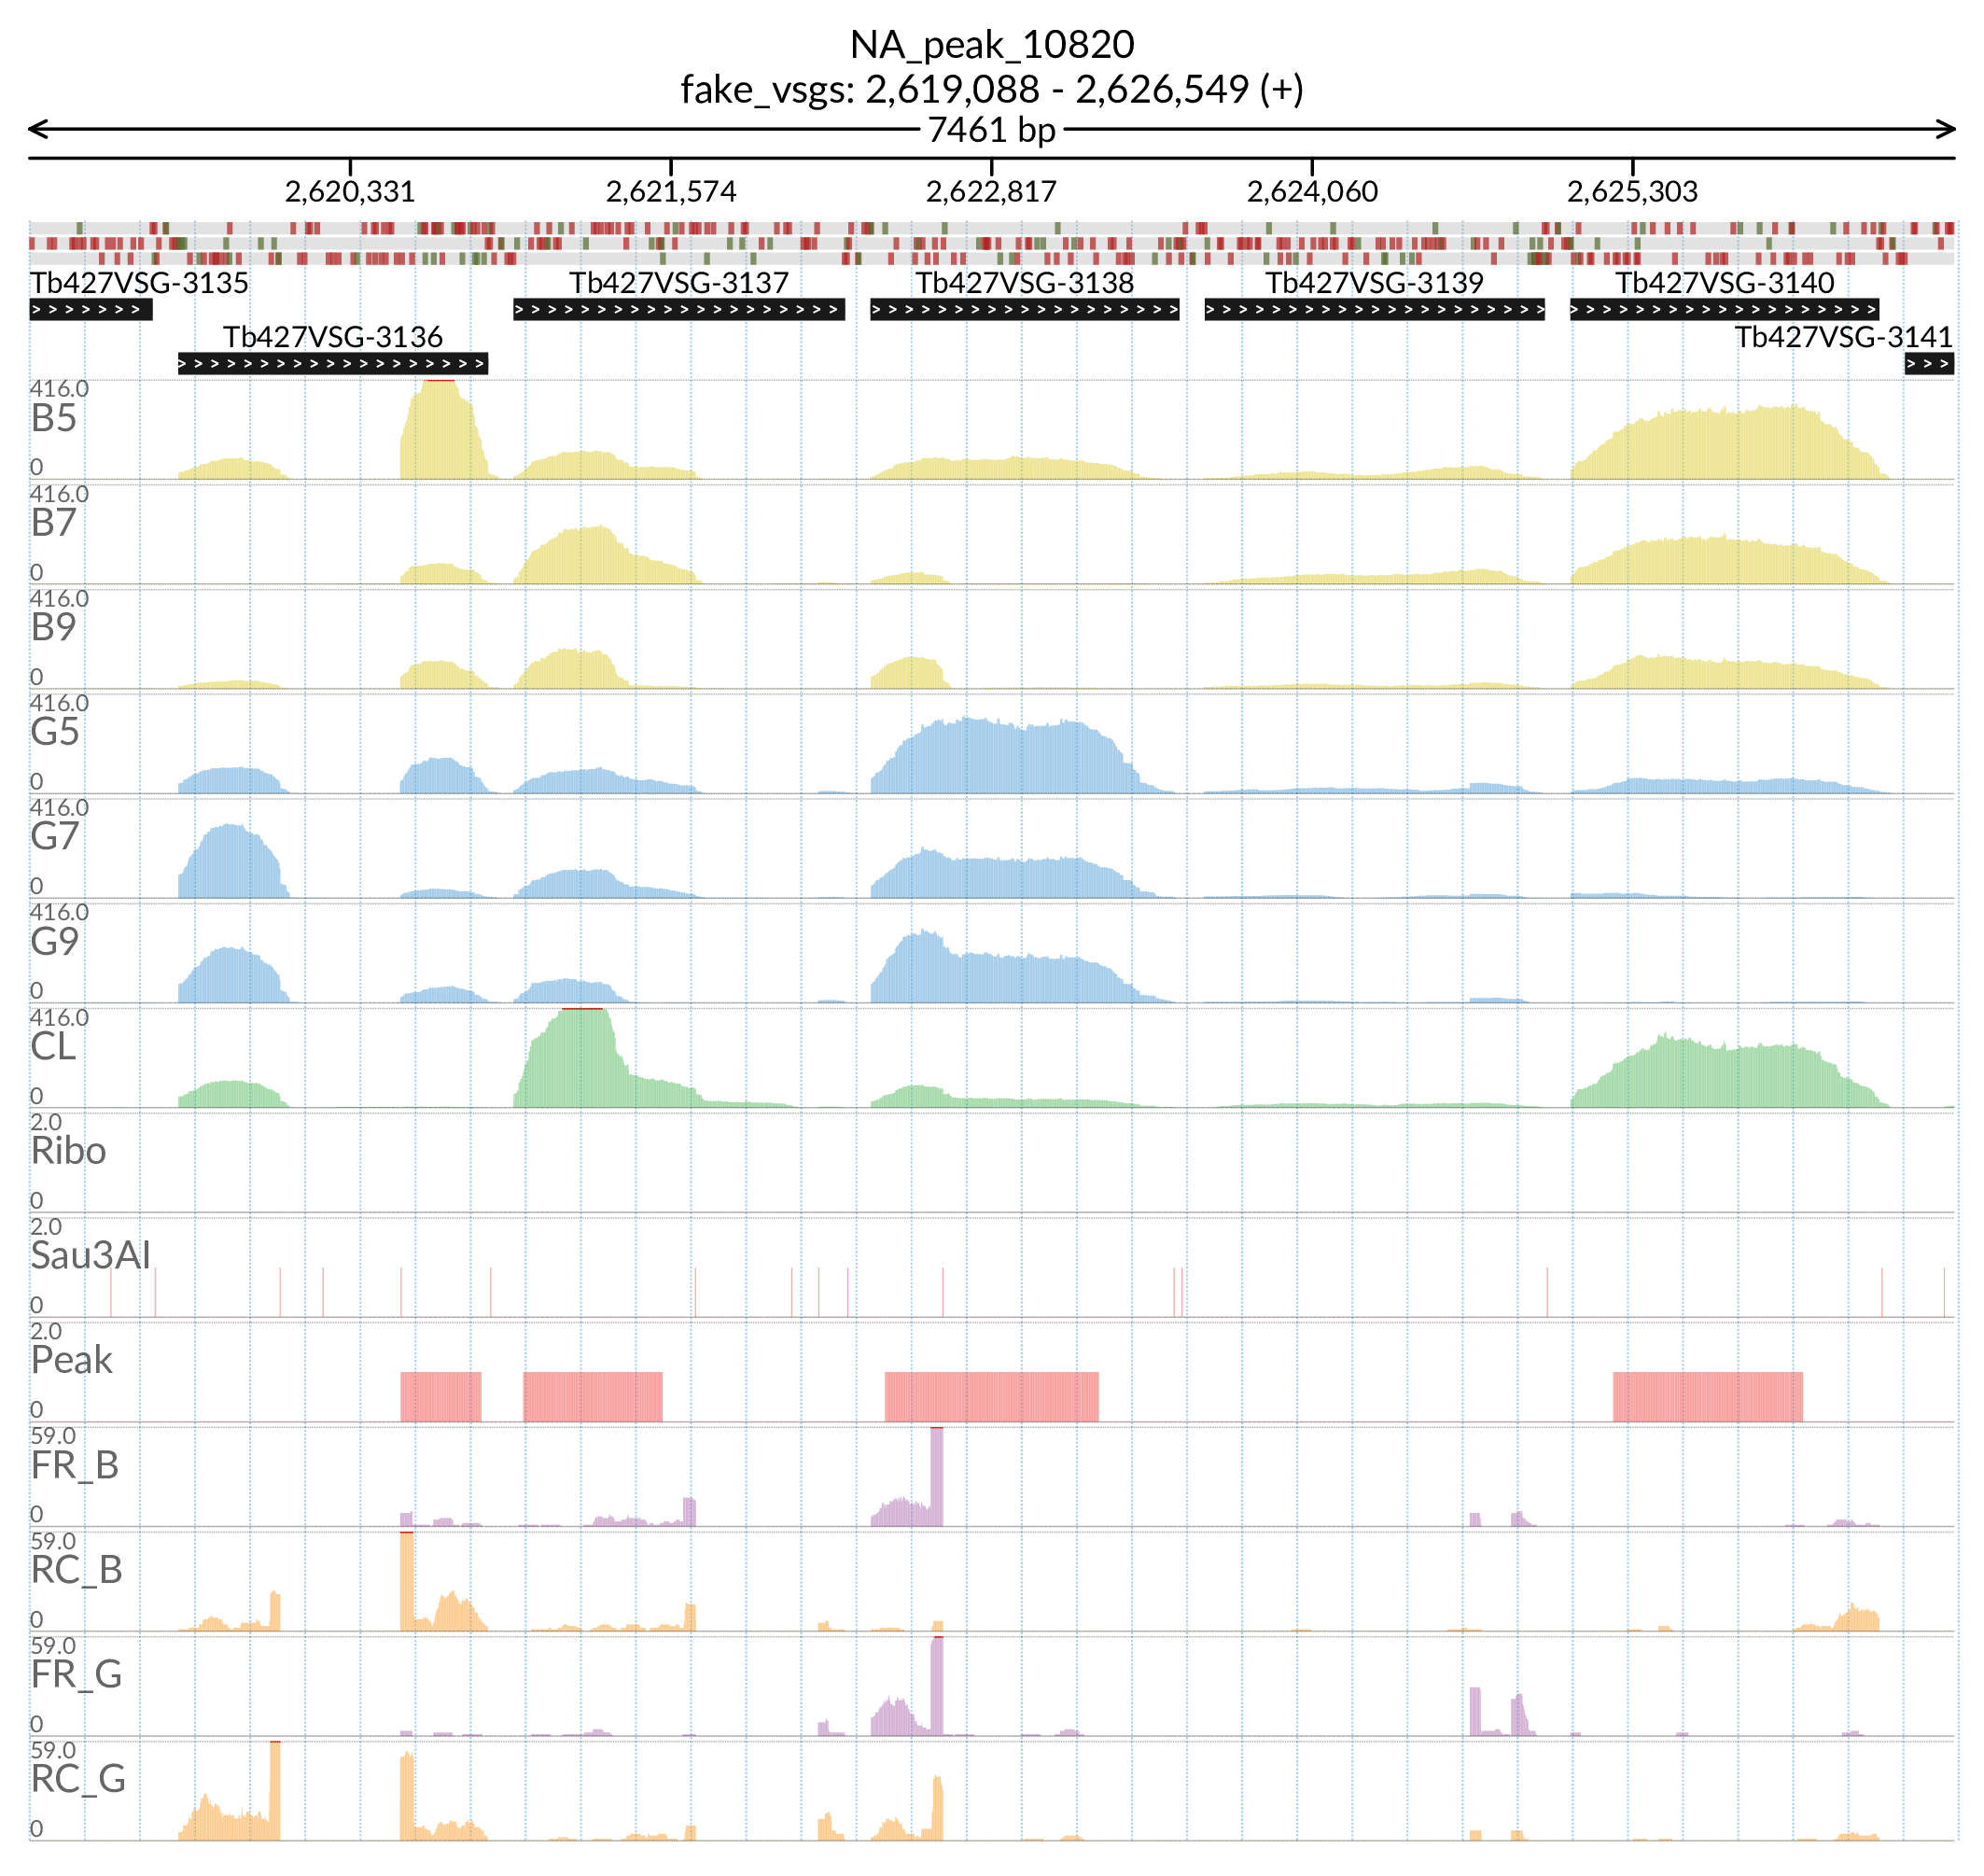 NA_peak_10820
fake_vsgs: 2,619,088 - 2,626,549 (+)
7461 bp
2,620,331 2,621,574 2,622,817 2,624,060 2,625,303
Tb427VSG-3135 Tb427VSG-3137 Tb427VSG-3138 Tb427VSG-3139 Tb427VSG-3140
Tb427VSG-3136 Tb427VSG-3141
416.0
B5
0
416.0
B7
0
416.0
B9
0
416.0
G5
0
416.0
G7
0
416.0
G9
0
416.0
CL
0
2.0
Ribo
0
2.0
Sau3AI
0
2.0
Peak
0
59.0
FR_B
0
59.0
RC_B
0
59.0
FR_G
0
59.0
RC_G
0